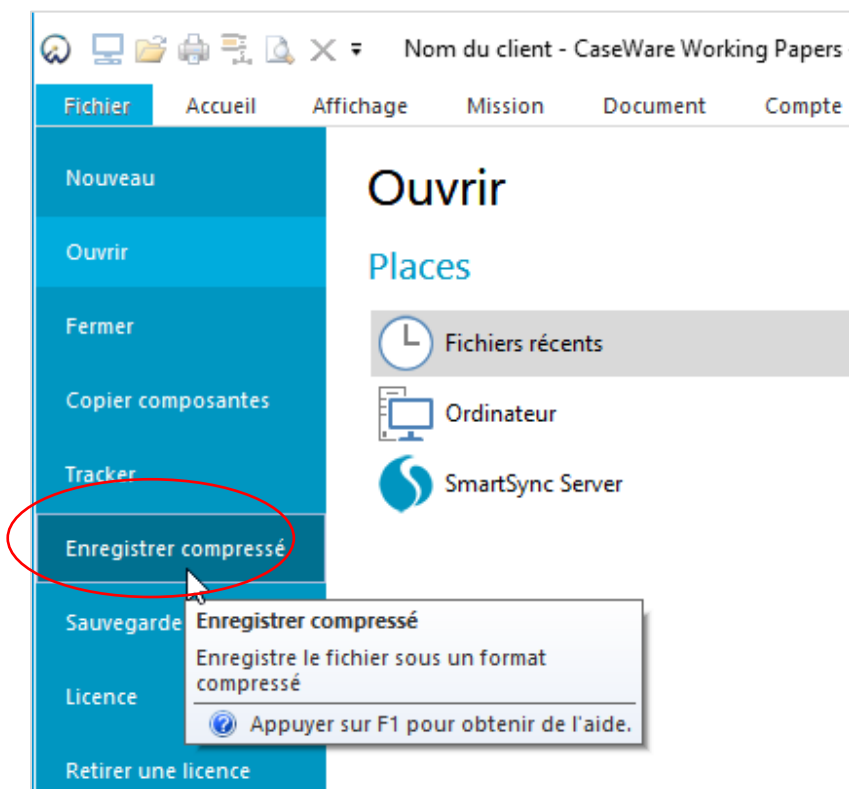 Nom du client - CaseWare Working Papers -
Fichier Accueil Affichage Mission Document Compte
Nouveau
Ouvrir
Fermer
Copier composantes
Tracker
Enregistrer compressé
Sauvegarde
Licence
Retirer une licence
Ouvrir
Places
Fichiers récents
Ordinateur
SmartSync Server
Enregistrer compressé
Enregistre le fichier sous un format
compressé
Appuyer sur F1 pour obtenir de l'aide.